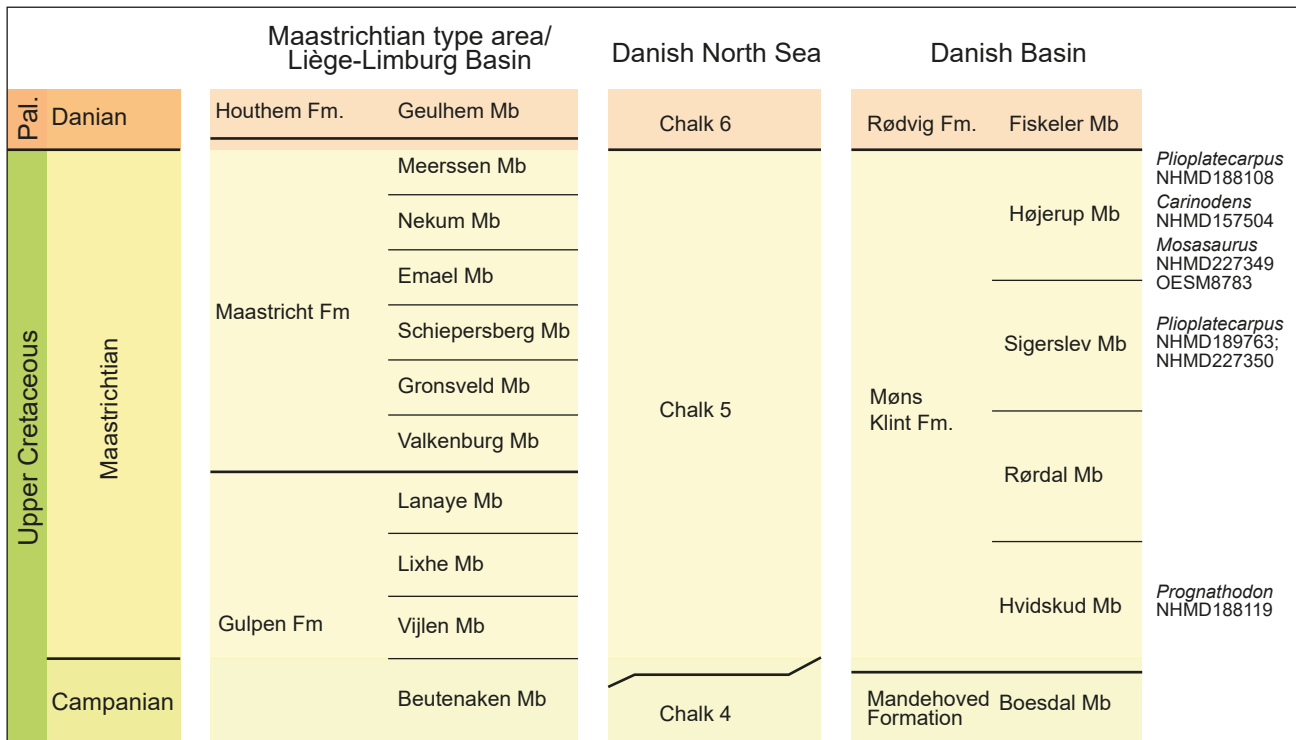 Maastrichtian type area/
Liège-Limburg Basin
Danish North Sea
Danish Basin
Pal.
Danian
Upper Cretaceous
Maastrichtian
Campanian
Houthem Fm.
Geulhem Mb
Meerssen Mb
Nekum Mb
Emael Mb
Maastricht Fm
Schiepersberg Mb
Gronsveld Mb
Valkenburg Mb
Lanaye Mb
Lixhe Mb
Gulpen Fm
Vijlen Mb
Beutenaken Mb
Chalk 6
Chalk 5
Chalk 4
Rødvig Fm.
Fiskeler Mb
Højerup Mb
Sigerslev Mb
Møns
Klint Fm.
Rørdal Mb
Hvidskud Mb
Mandehoved
Formation
Boesdal Mb
Plioplatecarpus
NHMD188108
Carinodens
NHMD157504
Mosasaurus
NHMD227349
OESM8783
Plioplatecarpus
NHMD189763;
NHMD227350
Prognathodon
NHMD188119